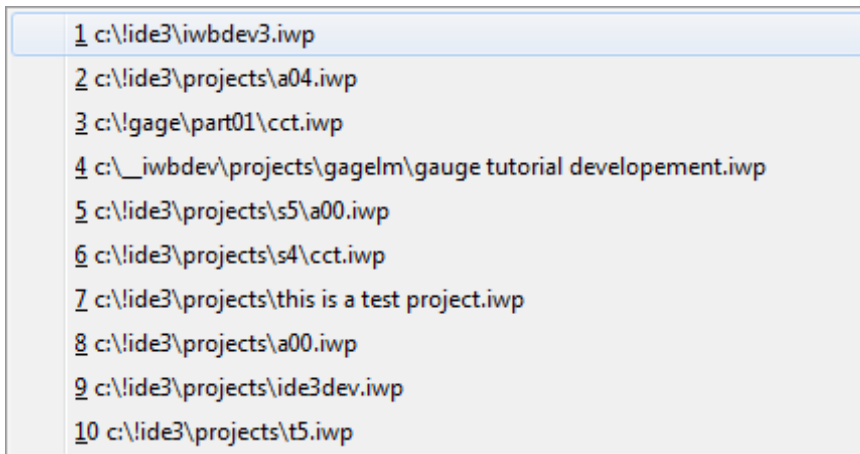 1 c:\!ide3\iwbdev3.iwp
2 c:\!ide3\projects\a04.iwp
3 c:\!gage\part01\cct.iwp
4 c:\__iwbdev\projects\gagelm\gauge tutorial developement.iwp
5 c:\!ide3\projects\s5\a00.iwp
6 c:\!ide3\projects\s4\cct.iwp
7 c:\!ide3\projects\this is a test project.iwp
8 c:\!ide3\projects\a00.iwp
9 c:\!ide3\projects\ide3dev.iwp
10 c:\!ide3\projects\t5.iwp